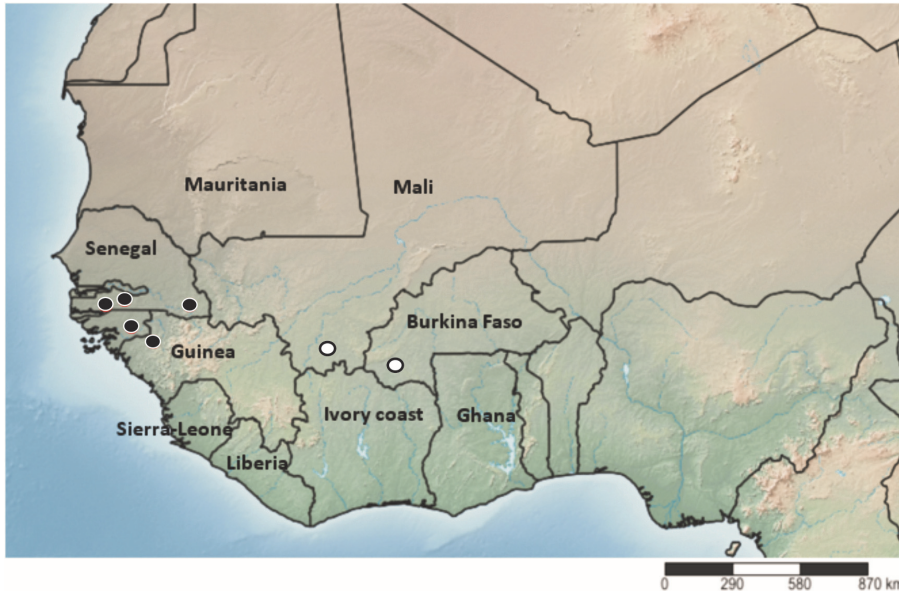 Mauritania
Mali
Senegal
Burkina Faso
Guinea
Ivory coast
Ghana
Sierra-Leone
Liberia
0 290 580 870 km